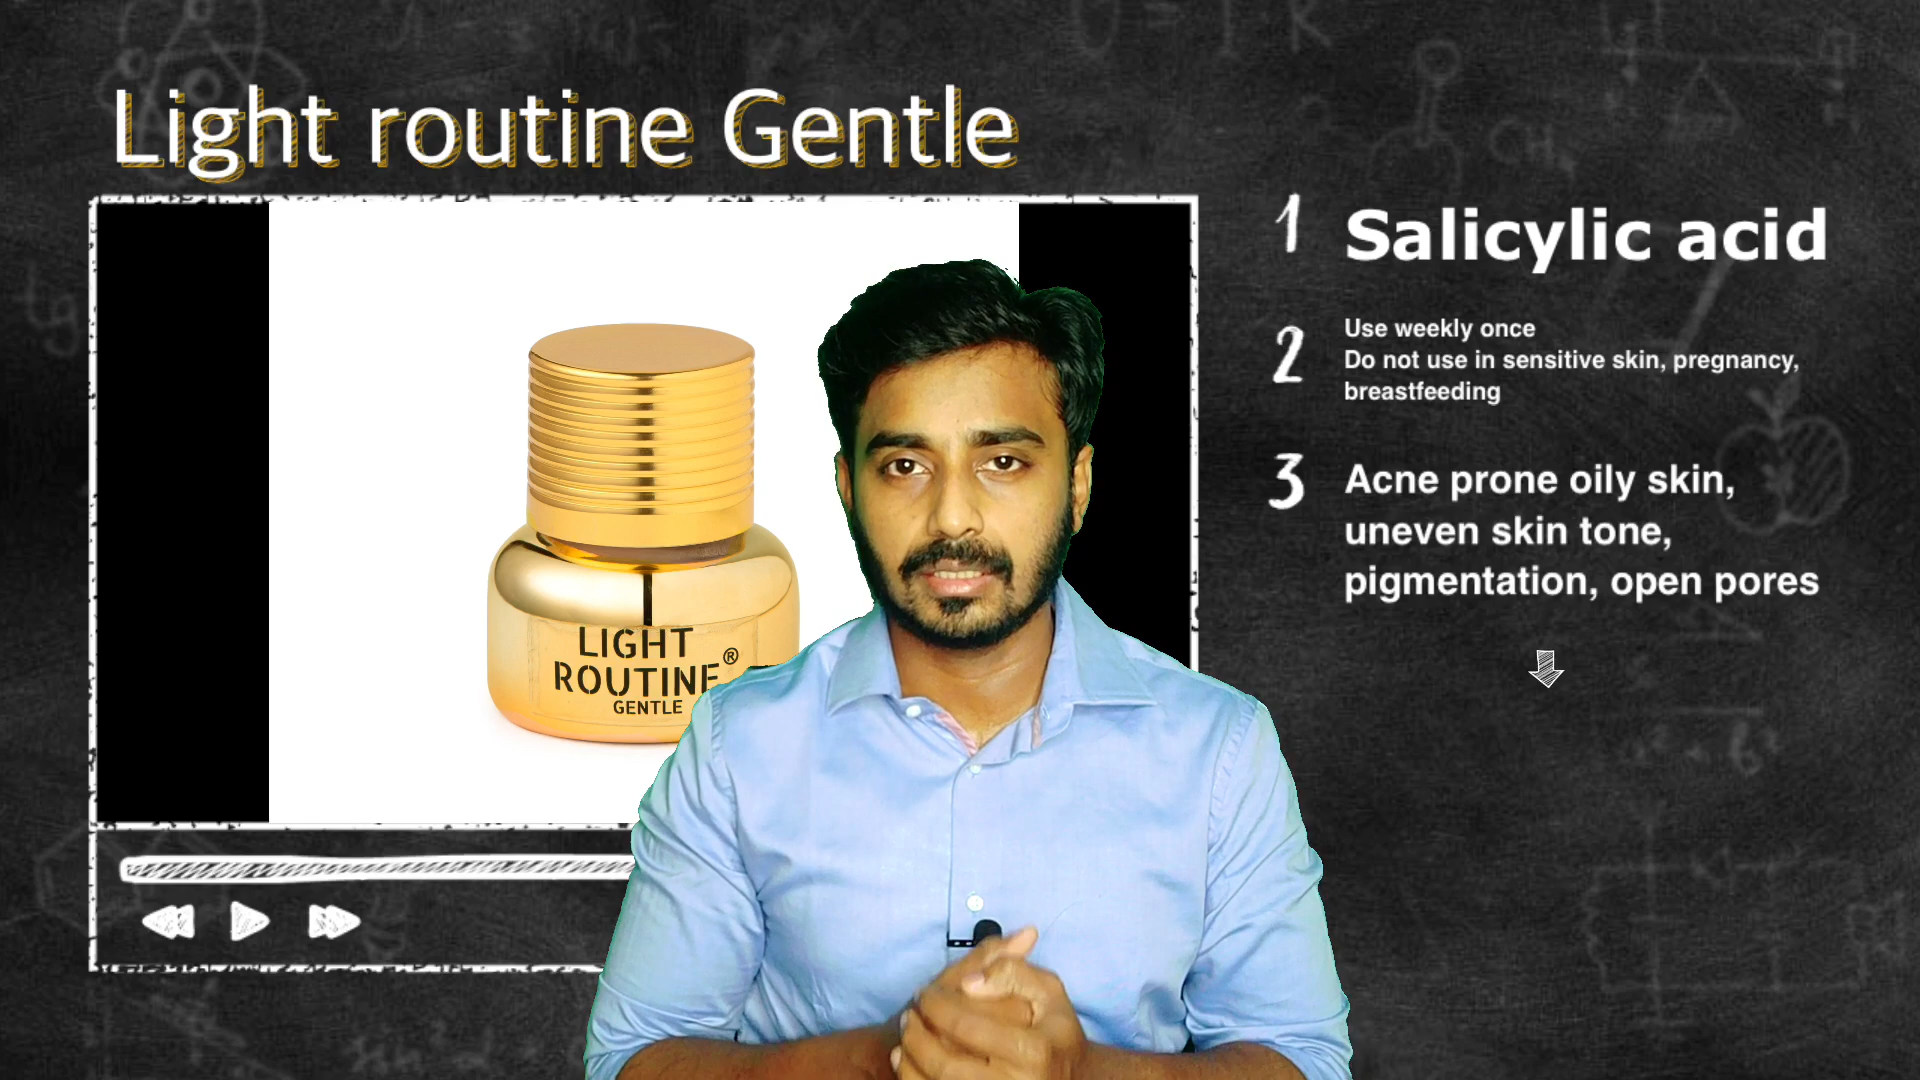 Light routine Gentle
1 Salicylic acid
2 Use weekly once
Do not use in sensitive skin, pregnancy,
breastfeeding
3 Acne prone oily skin,
uneven skin tone,
pigmentation, open pores
LIGHT
ROUTINE®
GENTLE